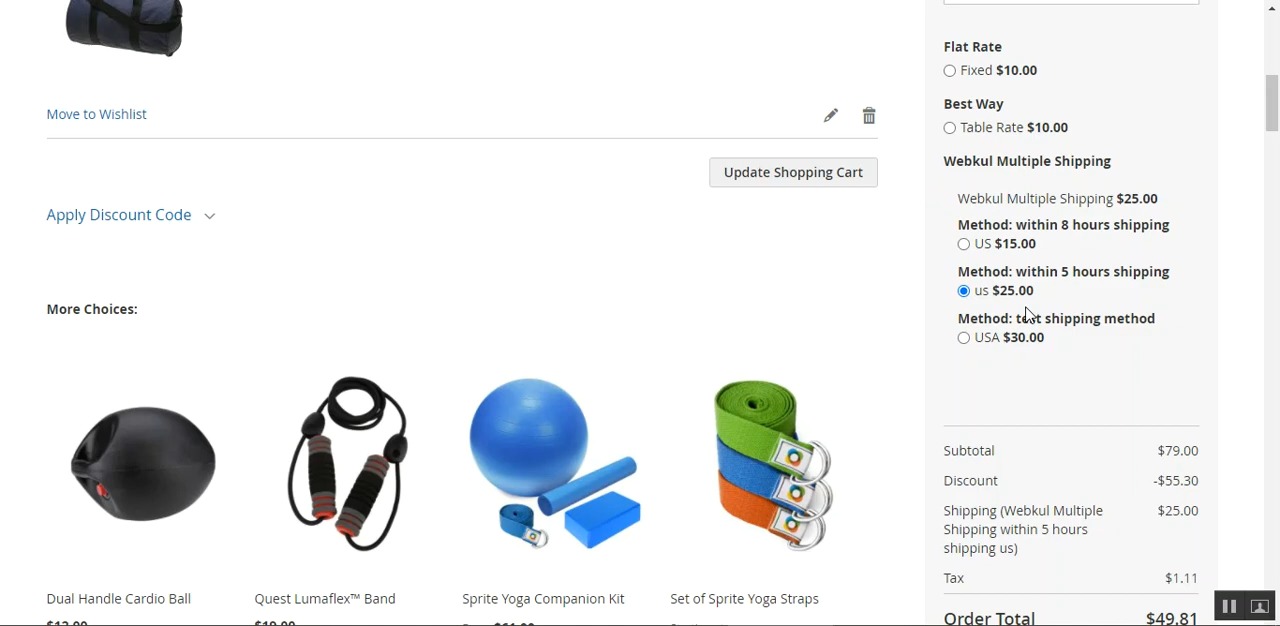 Move to Wishlist
Update Shopping Cart
Apply Discount Code
More Choices:
Dual Handle Cardio Ball
Quest Lumaflex™ Band
Sprite Yoga Companion Kit
Set of Sprite Yoga Straps
Flat Rate
Fixed $10.00
Best Way
Table Rate $10.00
Webkul Multiple Shipping
Webkul Multiple Shipping $25.00
Method: within 8 hours shipping
US $15.00
Method: within 5 hours shipping
us $25.00
Method: test shipping method
USA $30.00
Subtotal $79.00
Discount -$55.30
Shipping (Webkul Multiple $25.00
Shipping within 5 hours
shipping us)
Tax $1.11
Order Total $49.81